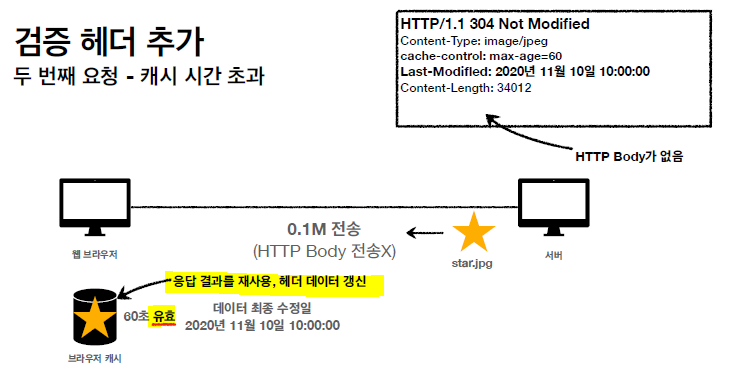 검증 헤더 추가
두 번째 요청 - 캐시 시간 초과
HTTP/1.1 304 Not Modified
Content-Type: image/jpeg
cache-control: max-age=60
Last-Modified: 2020년 11월 10일 10:00:00
Content-Length: 34012
HTTP Body가 없음
웹 브라우저
0.1M 전송
(HTTP Body 전송X)
star.jpg
서버
응답 결과를 재사용, 헤더 데이터 갱신
60초 유효
데이터 최종 수정일
2020년 11월 10일 10:00:00
브라우저 캐시